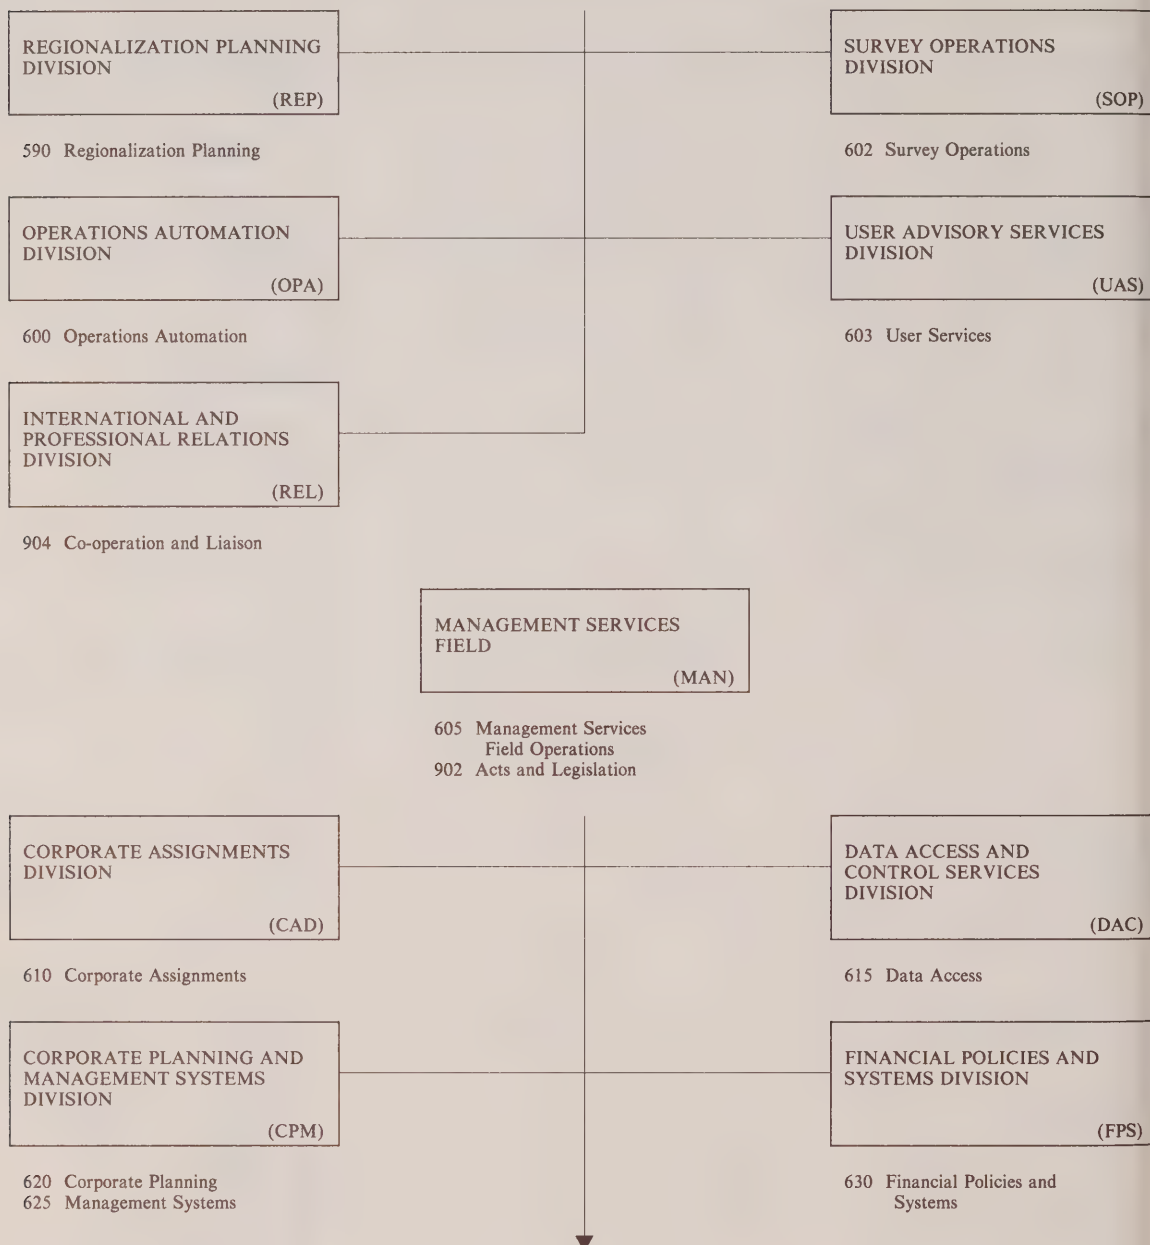 REGIONALIZATION PLANNING
DIVISION
(REP)
590 Regionalization Planning
SURVEY OPERATIONS
DIVISION
(SOP)
602 Survey Operations
OPERATIONS AUTOMATION
DIVISION
(OPA)
600 Operations Automation
USER ADVISORY SERVICES
DIVISION
(UAS)
603 User Services
INTERNATIONAL AND
PROFESSIONAL RELATIONS
DIVISION
(REL)
904 Co-operation and Liaison
MANAGEMENT SERVICES
FIELD
(MAN)
605 Management Services
Field Operations
902 Acts and Legislation
CORPORATE ASSIGNMENTS
DIVISION
(CAD)
610 Corporate Assignments
DATA ACCESS AND
CONTROL SERVICES
DIVISION
(DAC)
615 Data Access
CORPORATE PLANNING AND
MANAGEMENT SYSTEMS
DIVISION
(CPM)
620 Corporate Planning
625 Management Systems
FINANCIAL POLICIES AND
SYSTEMS DIVISION
(FPS)
630 Financial Policies and
Systems